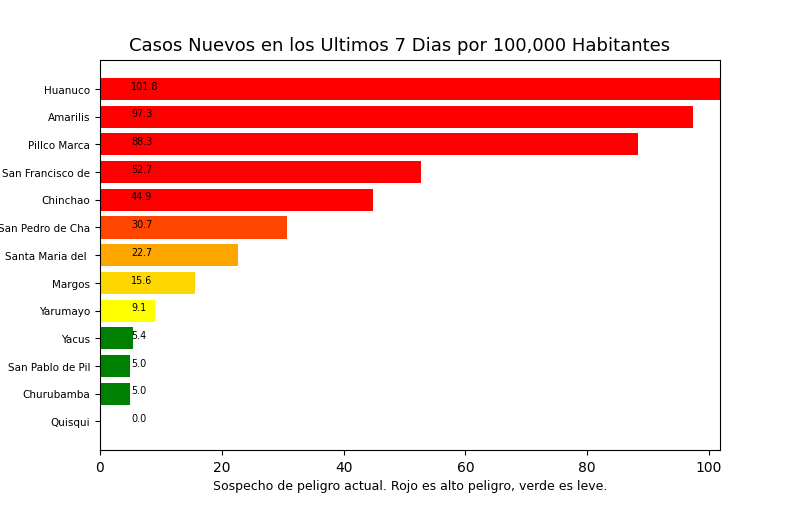 Casos Nuevos en los Ultimos 7 Dias por 100,000 Habitantes
Huanuco 101.8
Amarilis 97.3
Pillco Marca 88.3
San Francisco de 52.7
Chinchao 44.9
San Pedro de Cha 30.7
Santa Maria del 22.7
Margos 15.6
Yarumayo 9.1
Yacus 5.4
San Pablo de Pil 5.0
Churubamba 5.0
Quisqui 0.0
0 20 40 60 80 100
Sospecho de peligro actual. Rojo es alto peligro, verde es leve.